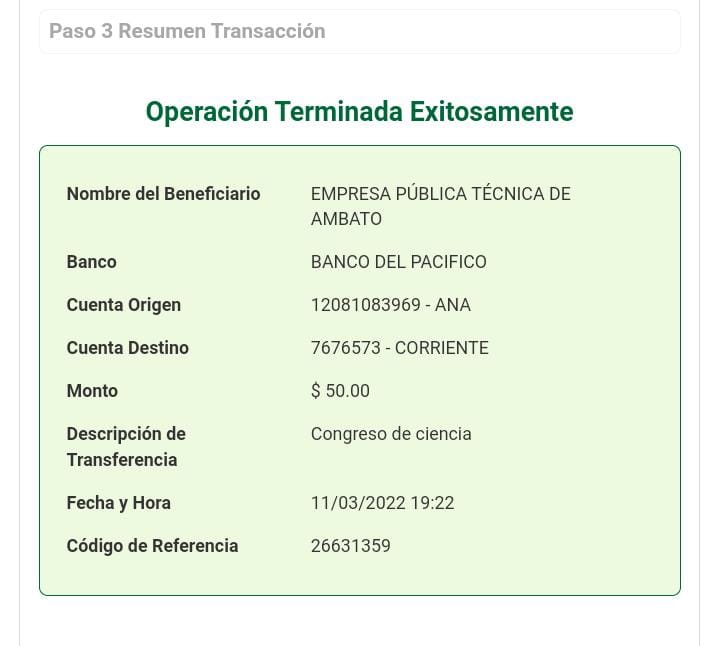 Paso 3 Resumen Transacción
Operación Terminada Exitosamente
Nombre del Beneficiario EMPRESA PÚBLICA TÉCNICA DE
AMBATO
Banco BANCO DEL PACIFICO
Cuenta Origen 12081083969 - ANA
Cuenta Destino 7676573 - CORRIENTE
Monto $ 50.00
Descripción de Congreso de ciencia
Transferencia
Fecha y Hora 11/03/2022 19:22
Código de Referencia 26631359